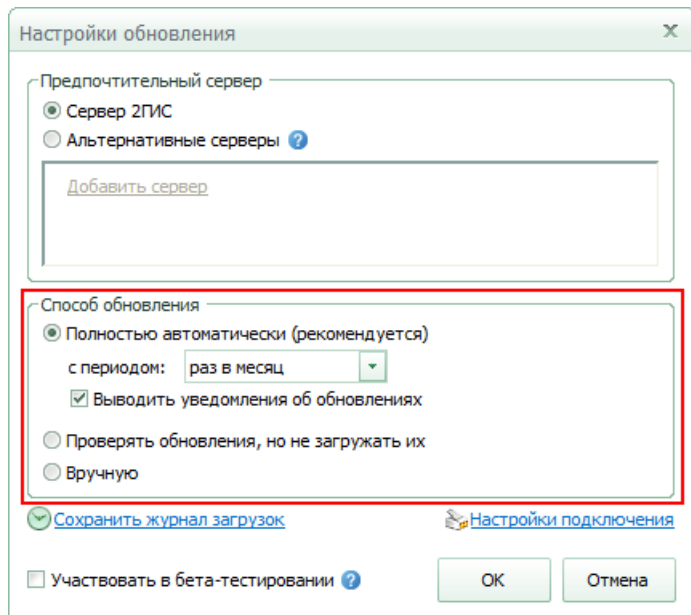 Настройки обновления
Предпочтительный сервер
Сервер 2ГИС
Альтернативные серверы
Добавить сервер
Способ обновления
Полностью автоматически (рекомендуется)
с периодом: раз в месяц
Выводить уведомления об обновлениях
Проверять обновления, но не загружать их
Вручную
Сохранить журнал загрузок Настройки подключения
Участвовать в бета-тестировании OK Отмена